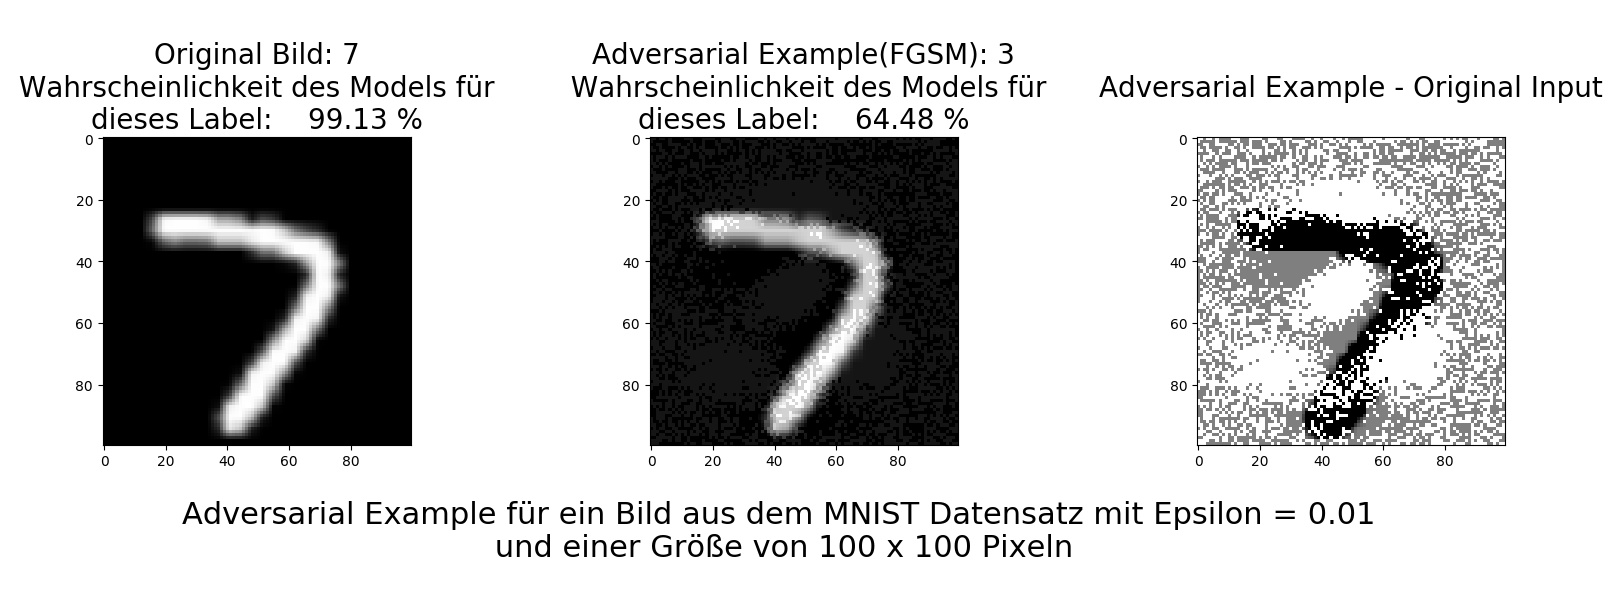 Original Bild: 7
Wahrscheinlichkeit des Models für
dieses Label: 99.13 %
0
20
40
60
80
0 20 40 60 80
Adversarial Example(FGSM): 3
Wahrscheinlichkeit des Models für
dieses Label: 64.48 %
0
20
40
60
80
0 20 40 60 80
Adversarial Example - Original Input
0
20
40
60
80
0 20 40 60 80
Adversarial Example für ein Bild aus dem MNIST Datensatz mit Epsilon = 0.01
und einer Größe von 100 x 100 Pixeln